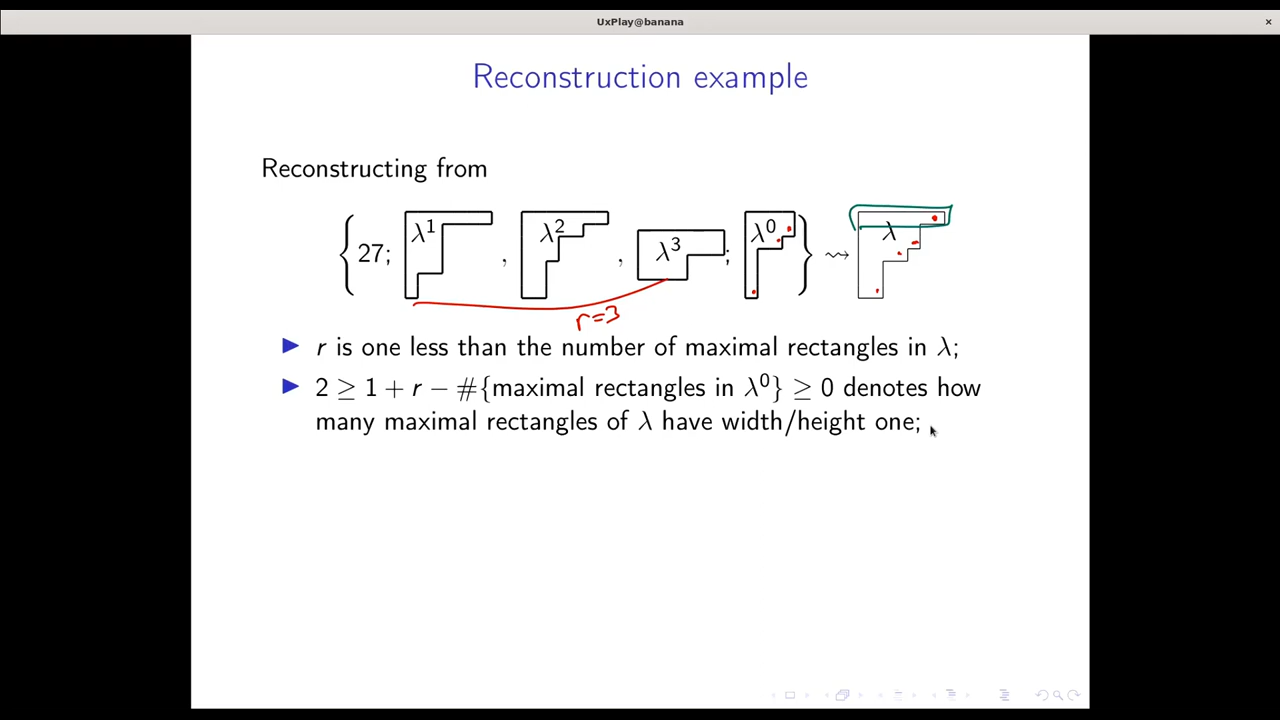 UxPlay@banana ×
Reconstruction example
Reconstructing from
{27; λ¹ , λ² , λ³ ; λ⁰} ⇝ λ
r=3
▶ r is one less than the number of maximal rectangles in λ;
▶ 2 ≥ 1 + r − #{maximal rectangles in λ⁰} ≥ 0 denotes how
many maximal rectangles of λ have width/height one;